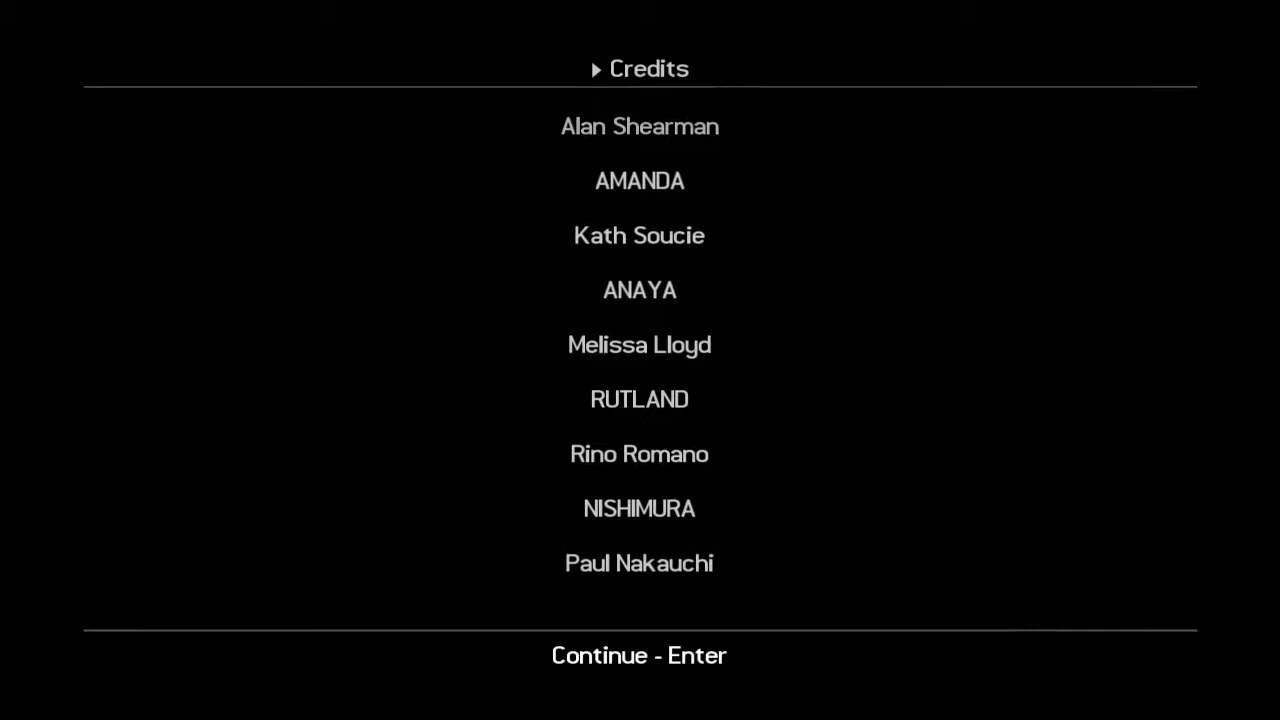 Credits
Alan Shearman
AMANDA
Kath Soucie
ANAYA
Melissa Lloyd
RUTLAND
Rino Romano
NISHIMURA
Paul Nakauchi
Continue - Enter